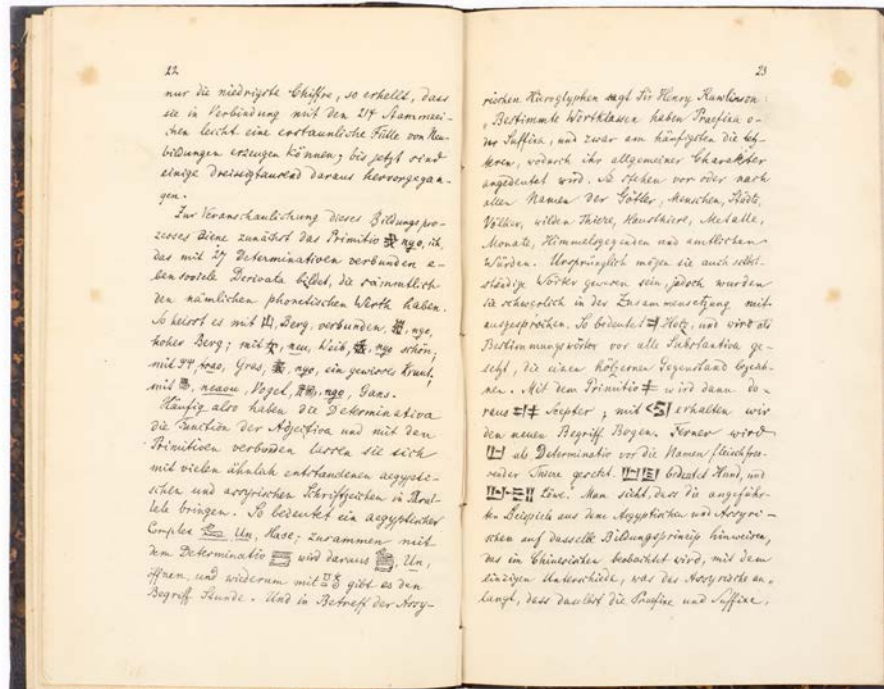 22
nur die niedrigste Chiffre, so erhellt, dass
sie in Verbindung mit den 214 Stammzei-
chen leicht eine erstaunliche Fülle von Neu-
bildungen erzeugen können; bis jetzt sind
einige dreissigtausend daraus hervorgegan-
gen.
Zur Veranschaulichung dieses Bildungspro-
zesses diene zunächst das Primitiv 我 ngo, ich,
das mit 27 Determinativen verbunden e-
bensoviele Derivata bildet, die sämmtlich
den nämlichen phonetischen Werth haben.
So heisst es mit 山, Berg, verbunden, 峩, ngo,
hoher Berg; mit 女, neu, Weib, 娥, ngo schön;
mit 艸, Gras, 莪, ngo, ein gewisses Kraut,
mit 鳥, neaou, Vogel, 鵝, ngo, Gans.
Häufig also haben die Determinativa
die Function der Adjectiva und mit den
Primitiven verbunden lassen sie sich
mit vielen ähnlich entstandenen aegypti-
schen und assyrischen Schriftzeichen in Paral-
lele bringen. So bedeutet ein aegyptischer
Complex Un, Hase; zusammen mit
dem Determinativ wird daraus Un,
öffnen, und wiederum mit gibt es den
Begriff Stunde. Und in Betreff der Assy-
23
rischen Hieroglyphen sagt Sir Henry Rawlinson:
„Bestimmte Wortklassen haben Praefixa o-
der Suffixa, und zwar am häufigsten die letz-
teren, wodurch ihr allgemeiner Charakter
angedeutet wird. Sie stehen vor oder nach
allen Namen der Götter, Menschen, Städte,
Völker, wilden Thiere, Hausthiere, Metalle,
Monate, Himmelsgegenden und amtlichen
Würden. Ursprünglich mögen sie auch selbst-
ständige Wörter gewesen sein, jedoch wurden
sie schwerlich in der Zusammensetzung mit-
ausgesprochen. So bedeutet Holz, und wird als
Bestimmungswörter vor alle Substantiva ge-
setzt, die einen hölzernen Gegenstand bezeich-
nen. Mit dem Primitiv wird dann da-
raus Scepter; mit erhalten wir
den neuen Begriff Bogen. Ferner wird
als Determinativ vor die Namen fleischfres-
sender Thiere gesetzt. bedeutet Hund, und
Löwe. Man sieht, dass die angeführ-
ten Beispiele aus dem Aegyptischen und Assyri-
schen auf dasselbe Bildungsprincip hinweisen,
das im Chinesischen beobachtet wird, mit dem
einzigen Unterschiede, was das Assyrische an-
langt, dass daselbst die Praefixe und Suffixe,